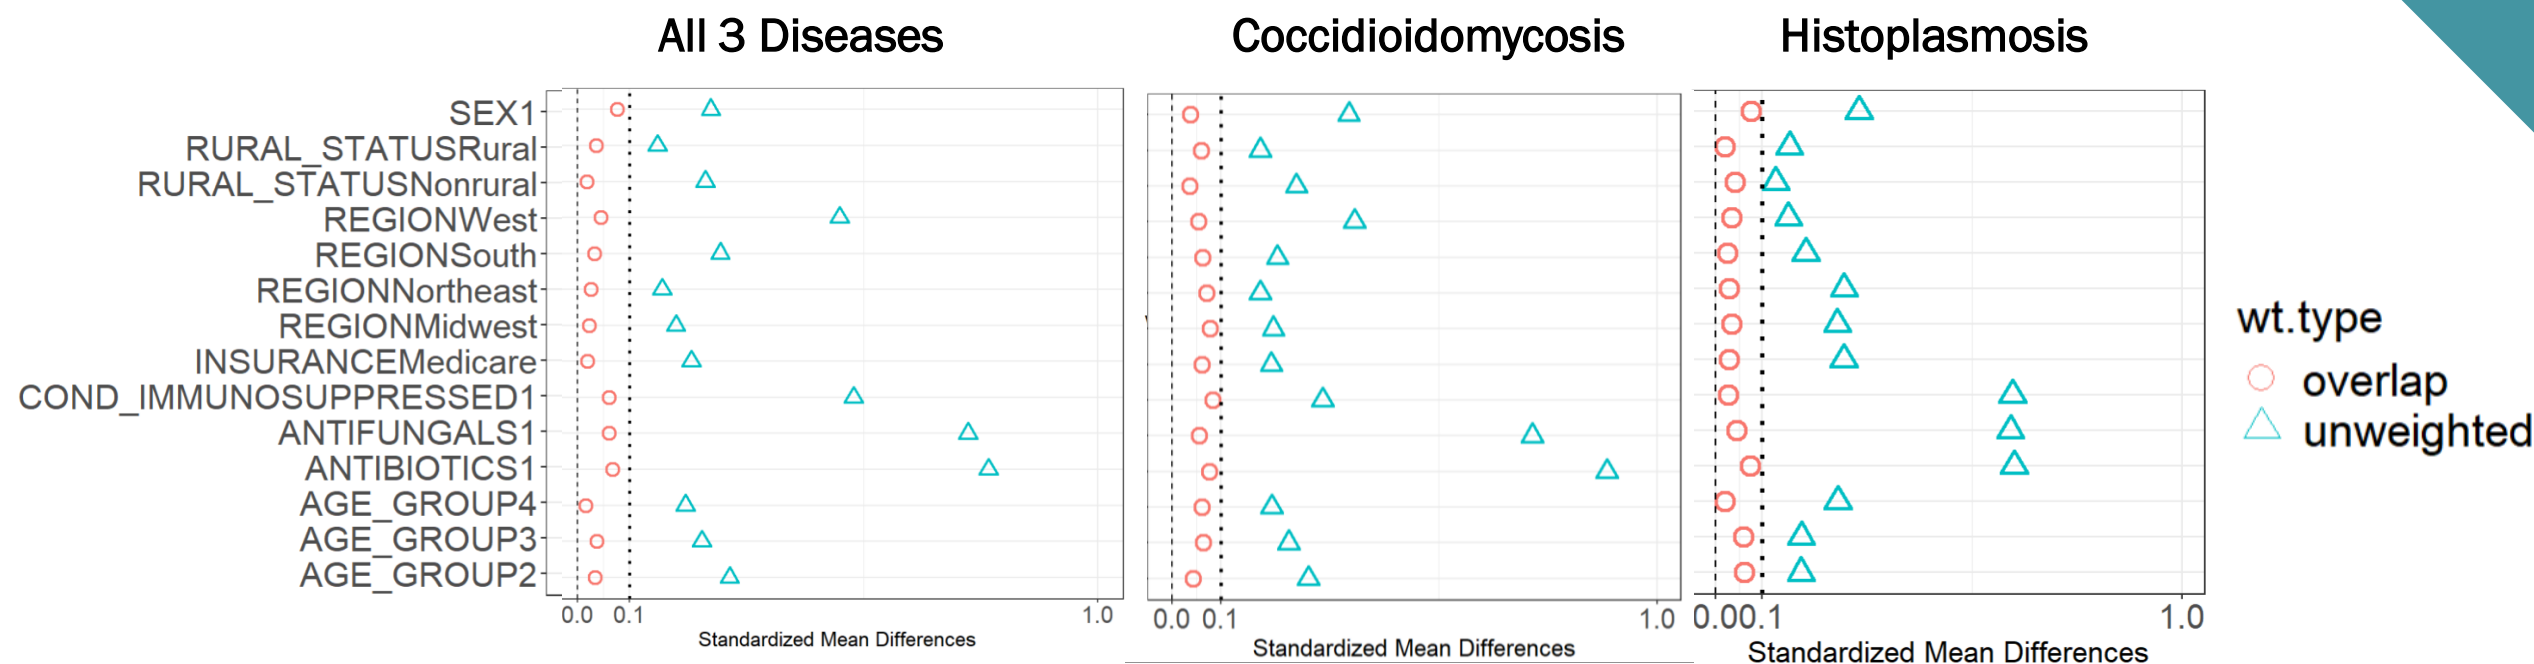 All 3 Diseases
Coccidioidomycosis
Histoplasmosis
SEX1
RURAL_STATUSRural
RURAL_STATUSNonrural
REGIONWest
REGIONSouth
REGIONNortheast
REGIONMidwest
INSURANCEMedicare
COND_IMMUNOSUPPRESSED1
ANTIFUNGALS1
ANTIBIOTICS1
AGE_GROUP4
AGE_GROUP3
AGE_GROUP2
0.0 0.1 1.0
Standardized Mean Differences
0.0 0.1 1.0
Standardized Mean Differences
0.00.1 1.0
Standardized Mean Differences
wt.type
overlap
unweighted